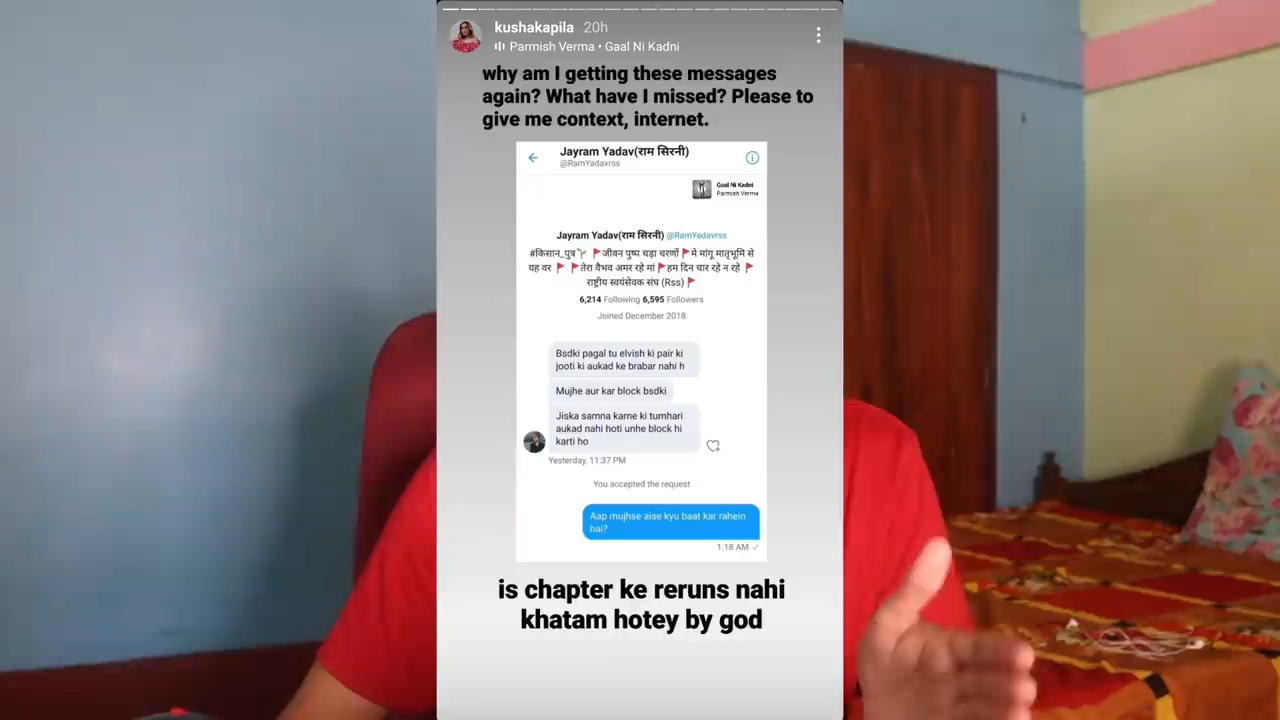 kushakapila 20h
Parmish Verma • Gaal Ni Kadni
why am I getting these messages
again? What have I missed? Please to
give me context, internet.
Jayram Yadav(राम सिरनी)
@RamYadavrss
Gaal Ni Kadni
Parmish Verma
Jayram Yadav(राम सिरनी) @RamYadavrss
#किसान_पुत्र🌱 🚩जीवन पुष्प चड़ा चरणों🚩मे मांगू मातृभूमि से
यह वर 🚩 🚩तेरा वैभव अमर रहे मां🚩हम दिन चार रहे न रहे 🚩
राष्ट्रीय स्वयंसेवक संघ (Rss)🚩
6,214 Following 6,595 Followers
Joined December 2018
Bsdki pagal tu elvish ki pair ki
jooti ki aukad ke brabar nahi h
Mujhe aur kar block bsdki
Jiska samna karne ki tumhari
aukad nahi hoti unhe block hi
karti ho
Yesterday, 11:37 PM
You accepted the request
Aap mujhse aise kyu baat kar rahein
hai?
1:18 AM ✓
is chapter ke reruns nahi
khatam hotey by god